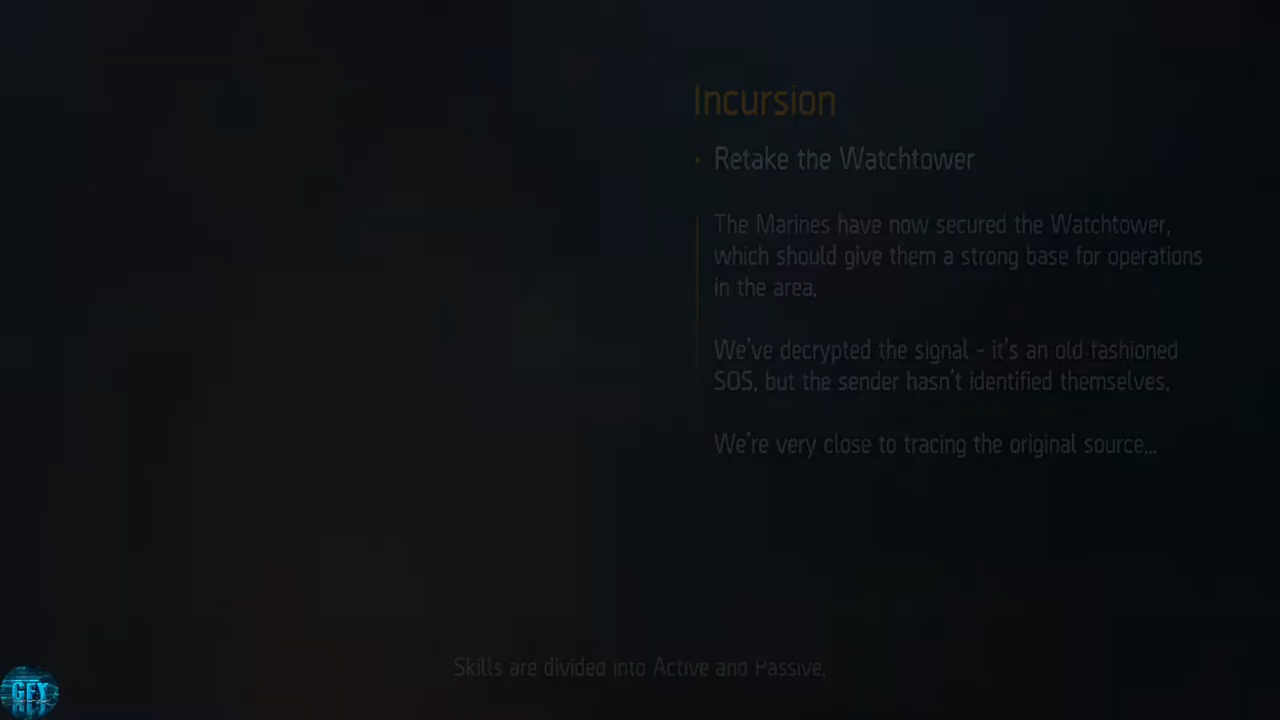 Incursion
• Retake the Watchtower
The Marines have now secured the Watchtower,
which should give them a strong base for operations
in the area.
We've decrypted the signal - it's an old fashioned
SOS, but the sender hasn't identified themselves.
We're very close to tracing the original source...
Skills are divided into Active and Passive.
GFX